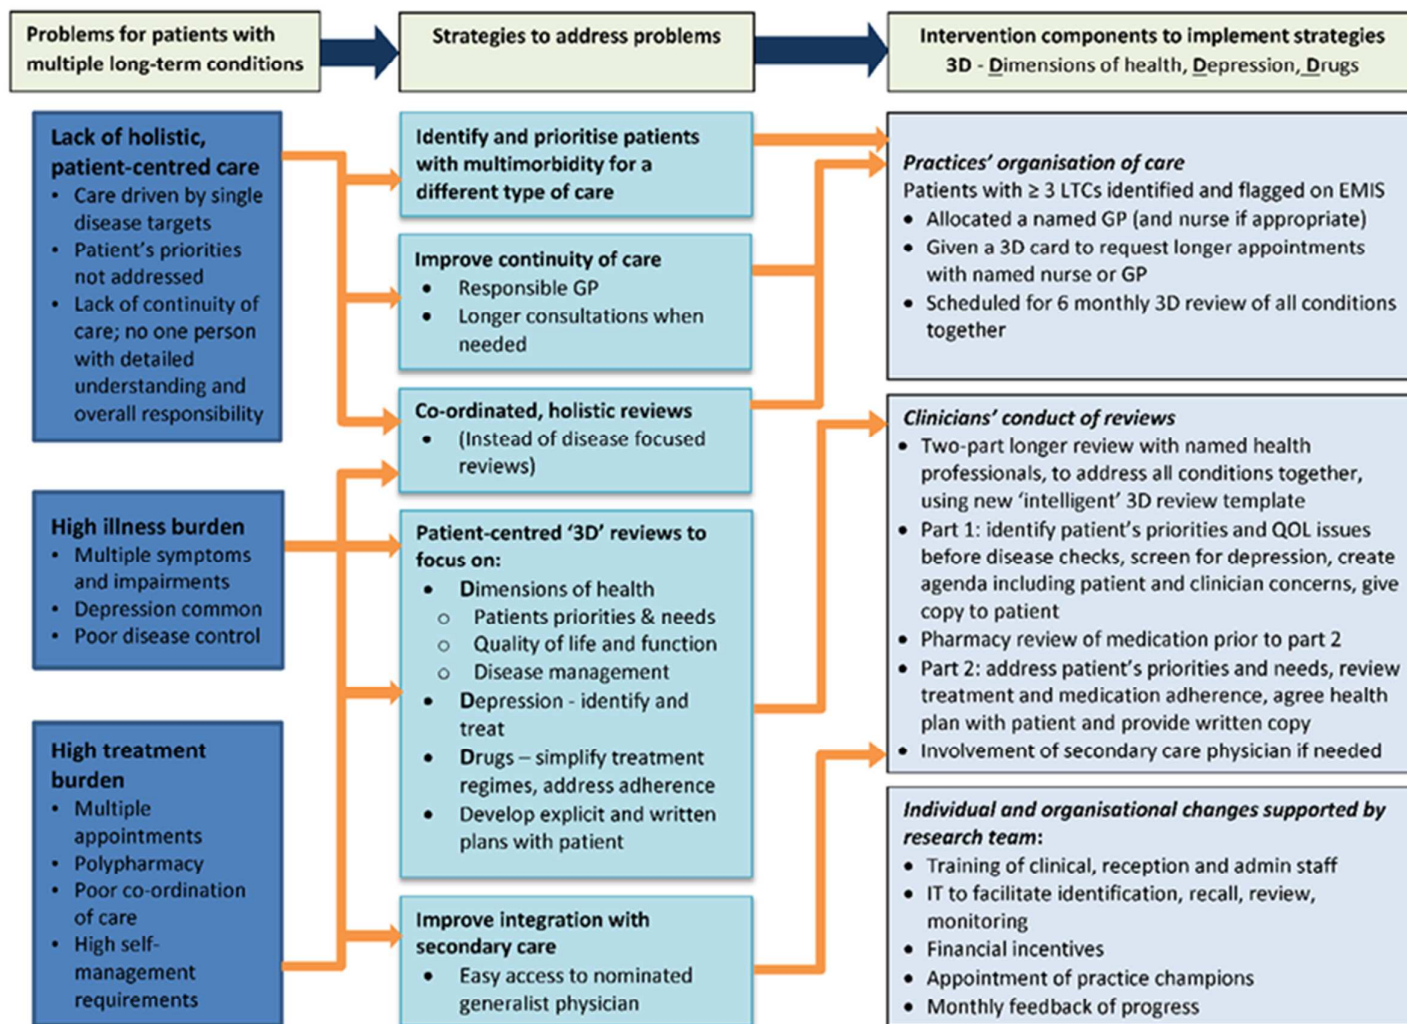 Problems for patients with
multiple long-term conditions
Strategies to address problems
Intervention components to implement strategies
3D - Dimensions of health, Depression, Drugs
Lack of holistic,
patient-centred care
• Care driven by single
disease targets
• Patient's priorities
not addressed
• Lack of continuity of
care; no one person
with detailed
understanding and
overall responsibility
High illness burden
• Multiple symptoms
and impairments
• Depression common
• Poor disease control
High treatment
burden
• Multiple
appointments
• Polypharmacy
• Poor co-ordination
of care
• High self-
management
requirements
Identify and prioritise patients
with multimorbidity for a
different type of care
Improve continuity of care
• Responsible GP
• Longer consultations when
needed
Co-ordinated, holistic reviews
• (Instead of disease focused
reviews)
Patient-centred '3D' reviews to
focus on:
• Dimensions of health
o Patients priorities & needs
o Quality of life and function
o Disease management
• Depression - identify and
treat
• Drugs – simplify treatment
regimes, address adherence
• Develop explicit and written
plans with patient
Improve integration with
secondary care
• Easy access to nominated
generalist physician
Practices' organisation of care
Patients with ≥ 3 LTCs identified and flagged on EMIS
• Allocated a named GP (and nurse if appropriate)
• Given a 3D card to request longer appointments
with named nurse or GP
• Scheduled for 6 monthly 3D review of all conditions
together
Clinicians' conduct of reviews
• Two-part longer review with named health
professionals, to address all conditions together,
using new 'intelligent' 3D review template
• Part 1: identify patient's priorities and QOL issues
before disease checks, screen for depression, create
agenda including patient and clinician concerns, give
copy to patient
• Pharmacy review of medication prior to part 2
• Part 2: address patient's priorities and needs, review
treatment and medication adherence, agree health
plan with patient and provide written copy
• Involvement of secondary care physician if needed
Individual and organisational changes supported by
research team:
• Training of clinical, reception and admin staff
• IT to facilitate identification, recall, review,
monitoring
• Financial incentives
• Appointment of practice champions
• Monthly feedback of progress